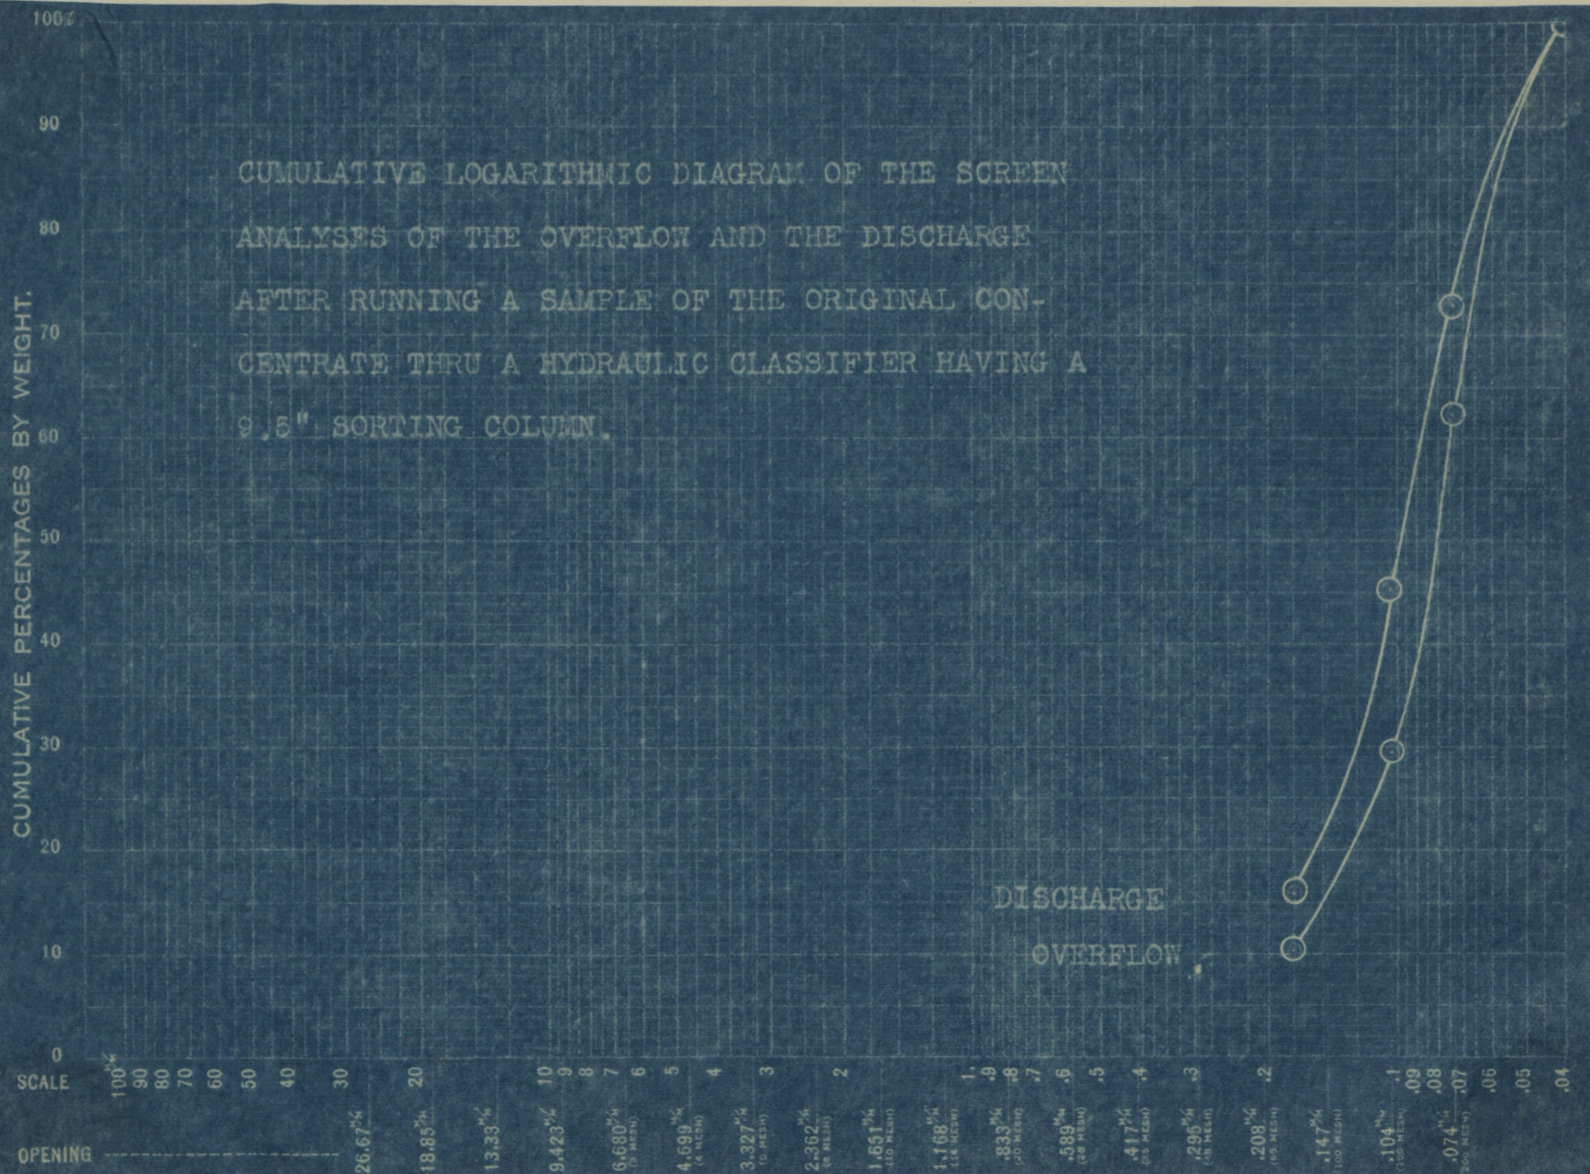 100%
90
80
70
60
50
40
30
20
10
0
CUMULATIVE PERCENTAGES BY WEIGHT.
CUMULATIVE LOGARITHMIC DIAGRAM OF THE SCREEN
ANALYSES OF THE OVERFLOW AND THE DISCHARGE
AFTER RUNNING A SAMPLE OF THE ORIGINAL CON-
CENTRATE THRU A HYDRAULIC CLASSIFIER HAVING A
9.5" SORTING COLUMN.
DISCHARGE
OVERFLOW
SCALE 100 90 80 70 60 50 40 30 20 10 9 8 7 6 5 4 3 2 1. .9 .8 .7 .6 .5 .4 .3 .2 .1 .09 .08 .07 .06 .05 .04
OPENING 26.67 18.85 13.33 9.423 6.680 4.699 3.327 2.362 1.651 1.168 .833 .589 .417 .295 .208 .147 .104 .074